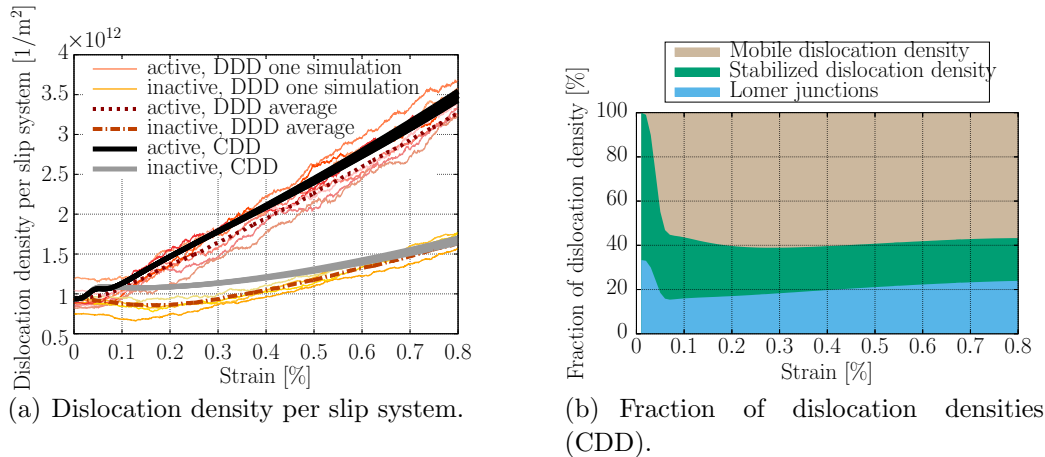 ×10^12
Dislocation density per slip system [1/m²]
4
3.5
3
2.5
2
1.5
1
0.5
active, DDD one simulation
inactive, DDD one simulation
active, DDD average
inactive, DDD average
active, CDD
inactive, CDD
0 0.1 0.2 0.3 0.4 0.5 0.6 0.7 0.8
Strain [%]
(a) Dislocation density per slip system.
Mobile dislocation density
Stabilized dislocation density
Lomer junctions
Fraction of dislocation density [%]
100
80
60
40
20
0
0 0.1 0.2 0.3 0.4 0.5 0.6 0.7 0.8
Strain [%]
(b) Fraction of dislocation densities
(CDD).